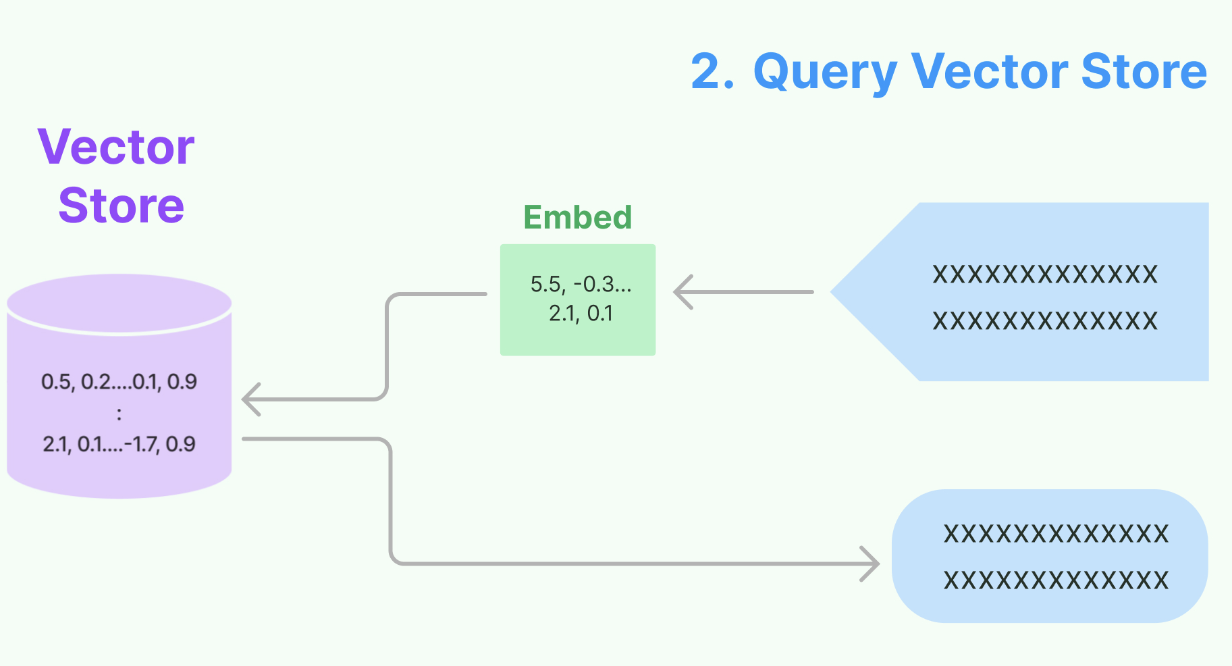 2. Query Vector Store
Vector
Store
Embed
5.5, -0.3...
2.1, 0.1
XXXXXXXXXXXXX
XXXXXXXXXXXXX
0.5, 0.2....0.1, 0.9
:
2.1, 0.1....-1.7, 0.9
XXXXXXXXXXXXX
XXXXXXXXXXXXX